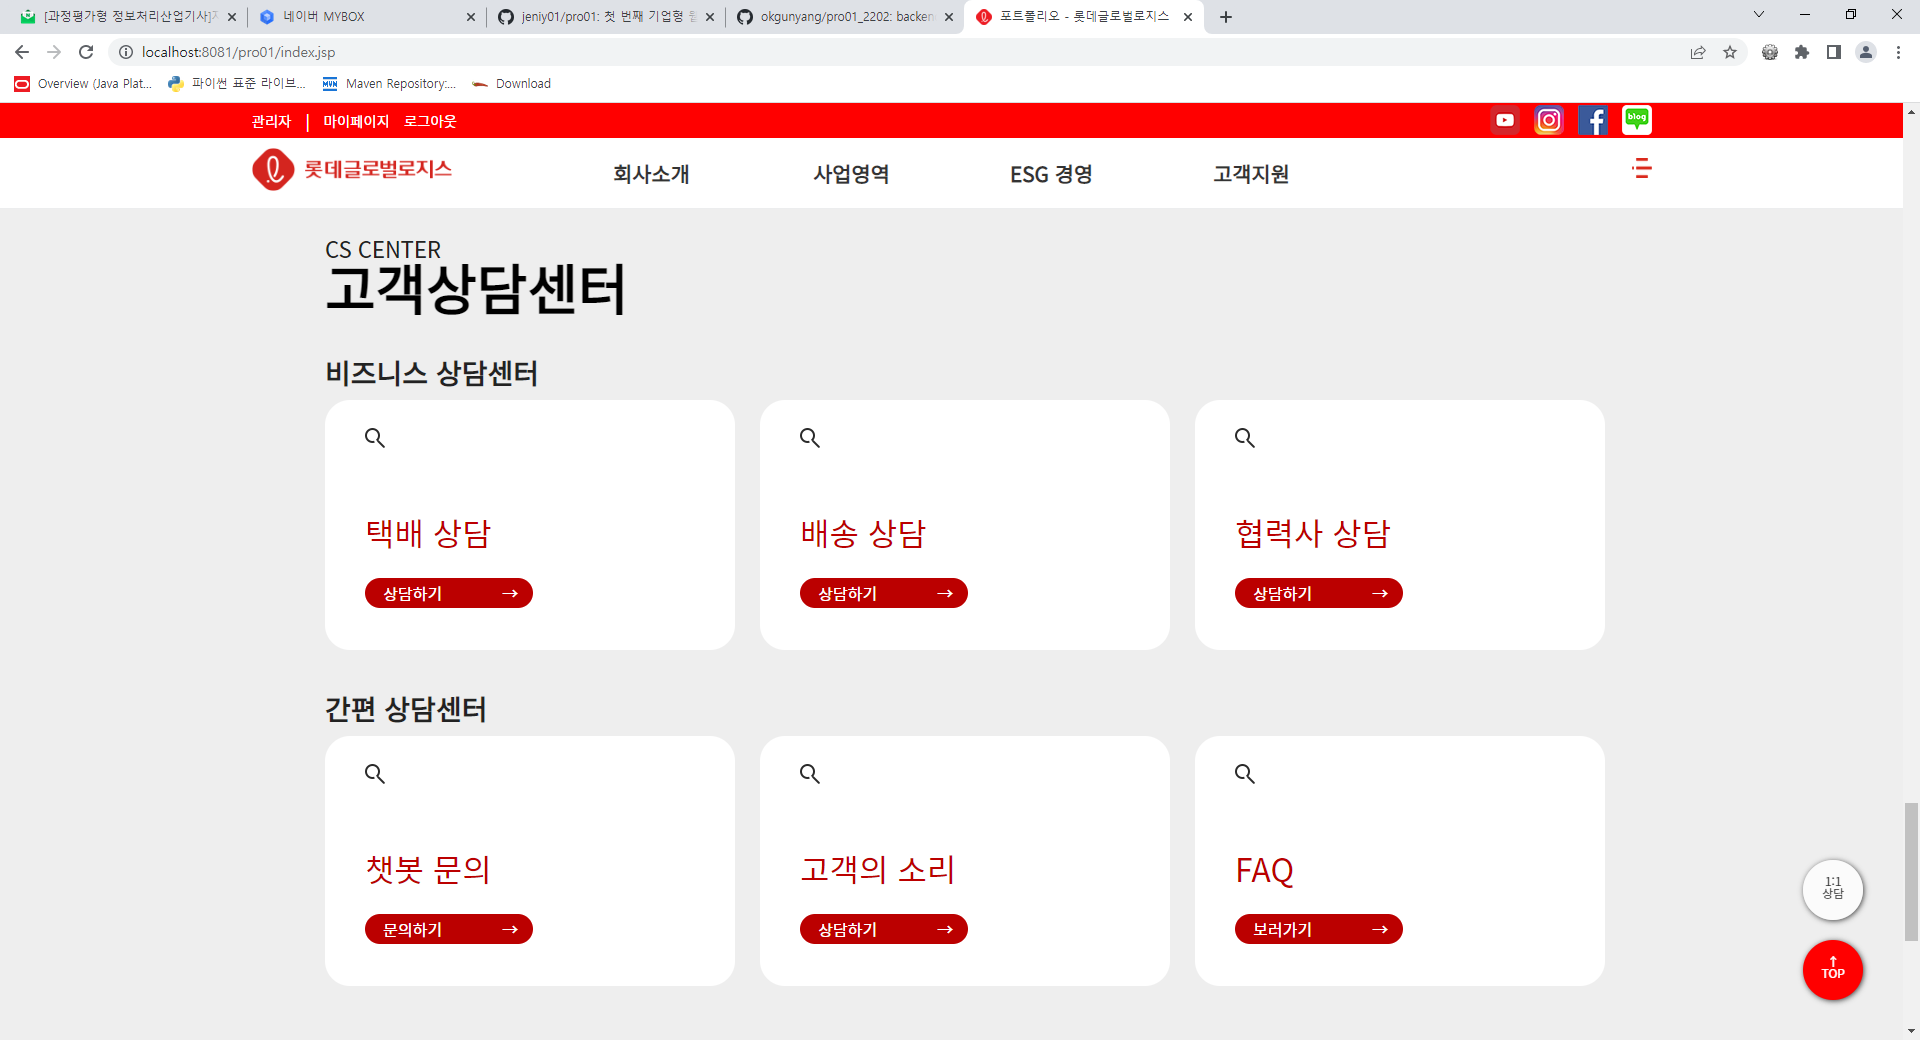 [과정평가형 정보처리산업기사]
네이버 MYBOX
jeniy01/pro01: 첫 번째 기업형 웹
okgunyang/pro01_2202: backen
포트폴리오 - 롯데글로벌로지스
localhost:8081/pro01/index.jsp
Overview (Java Plat...
파이썬 표준 라이브...
MVN
Maven Repository:...
Download
관리자 | 마이페이지 로그아웃
blog
롯데글로벌로지스
회사소개
사업영역
ESG 경영
고객지원
CS CENTER
고객상담센터
비즈니스 상담센터
택배 상담
상담하기 →
배송 상담
상담하기 →
협력사 상담
상담하기 →
간편 상담센터
챗봇 문의
문의하기 →
고객의 소리
상담하기 →
FAQ
보러가기 →
1:1
상담
↑
TOP